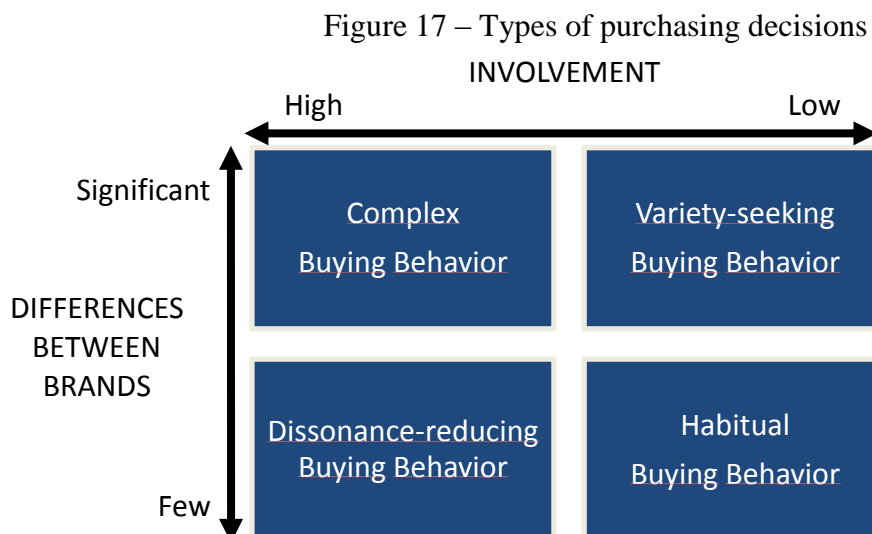 Figure 17 – Types of purchasing decisions
INVOLVEMENT
High
Low
Significant
Complex
Buying Behavior
Variety-seeking
Buying Behavior
DIFFERENCES
BETWEEN
BRANDS
Dissonance-reducing
Buying Behavior
Habitual
Buying Behavior
Few